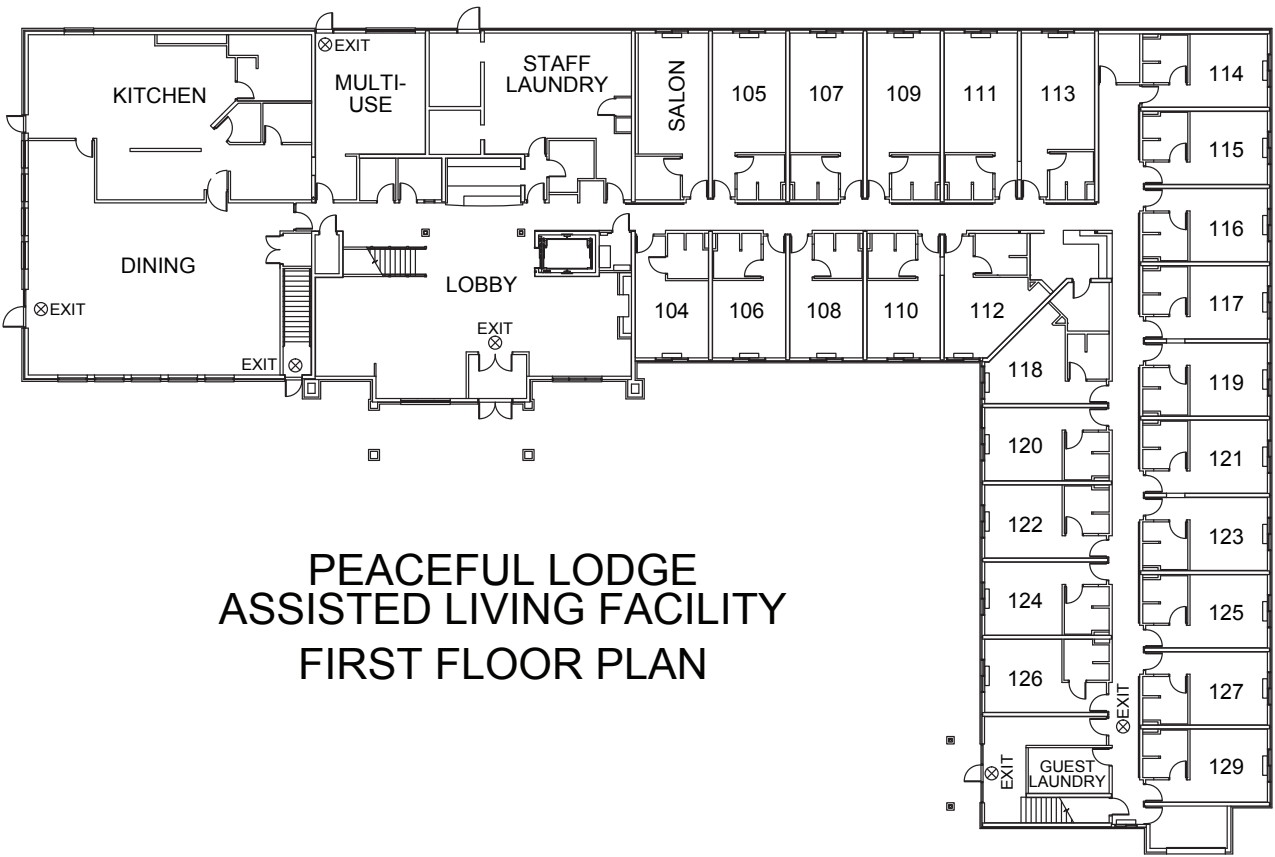 EXIT
KITCHEN
MULTI-
USE
STAFF
LAUNDRY
SALON
105
107
109
111
113
114
115
116
117
DINING
LOBBY
EXIT
EXIT
EXIT
104
106
108
110
112
118
119
120
121
122
123
124
125
126
127
EXIT
EXIT
GUEST
LAUNDRY
129
PEACEFUL LODGE
ASSISTED LIVING FACILITY
FIRST FLOOR PLAN